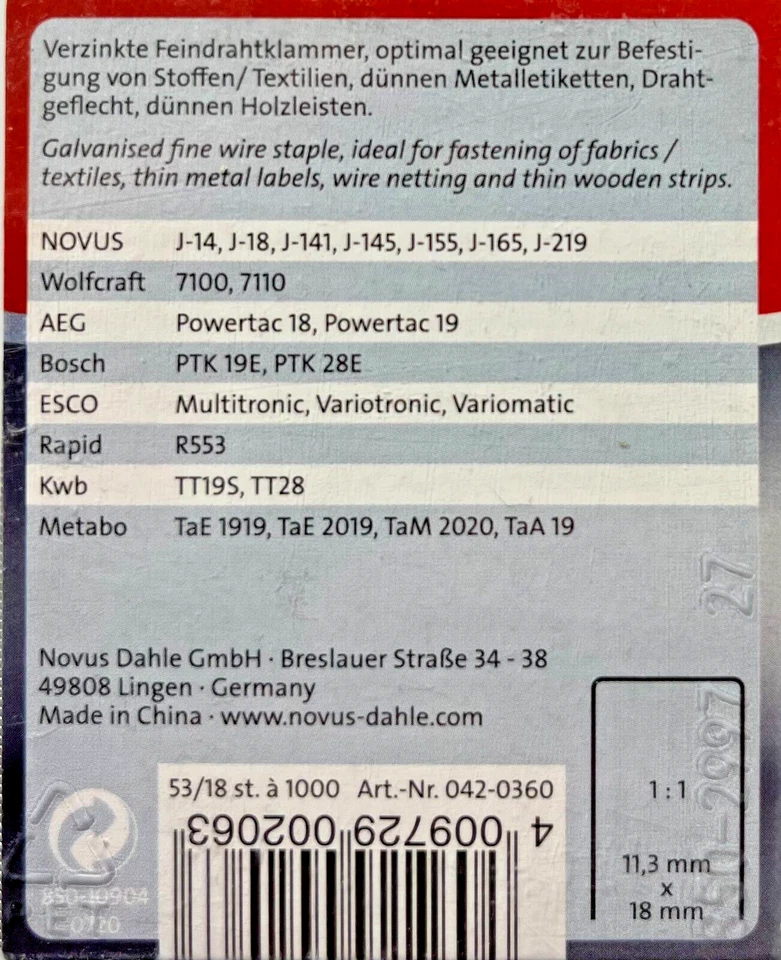 Verzinkte Feindrahtklammer, optimal geeignet zur Befesti-
gung von Stoffen/ Textilien, dünnen Metalletiketten, Draht-
geflecht, dünnen Holzleisten.
Galvanised fine wire staple, ideal for fastening of fabrics /
textiles, thin metal labels, wire netting and thin wooden strips.
NOVUS J-14, J-18, J-141, J-145, J-155, J-165, J-219
Wolfcraft 7100, 7110
AEG Powertac 18, Powertac 19
Bosch PTK 19E, PTK 28E
ESCO Multitronic, Variotronic, Variomatic
Rapid R553
Kwb TT19S, TT28
Metabo TaE 1919, TaE 2019, TaM 2020, TaA 19
27
Novus Dahle GmbH · Breslauer Straße 34 - 38
49808 Lingen · Germany
Made in China · www.novus-dahle.com
53/18 st. à 1000 Art.-Nr. 042-0360
4 009729 002063
1 : 1
11,3 mm
x
18 mm
850-10904